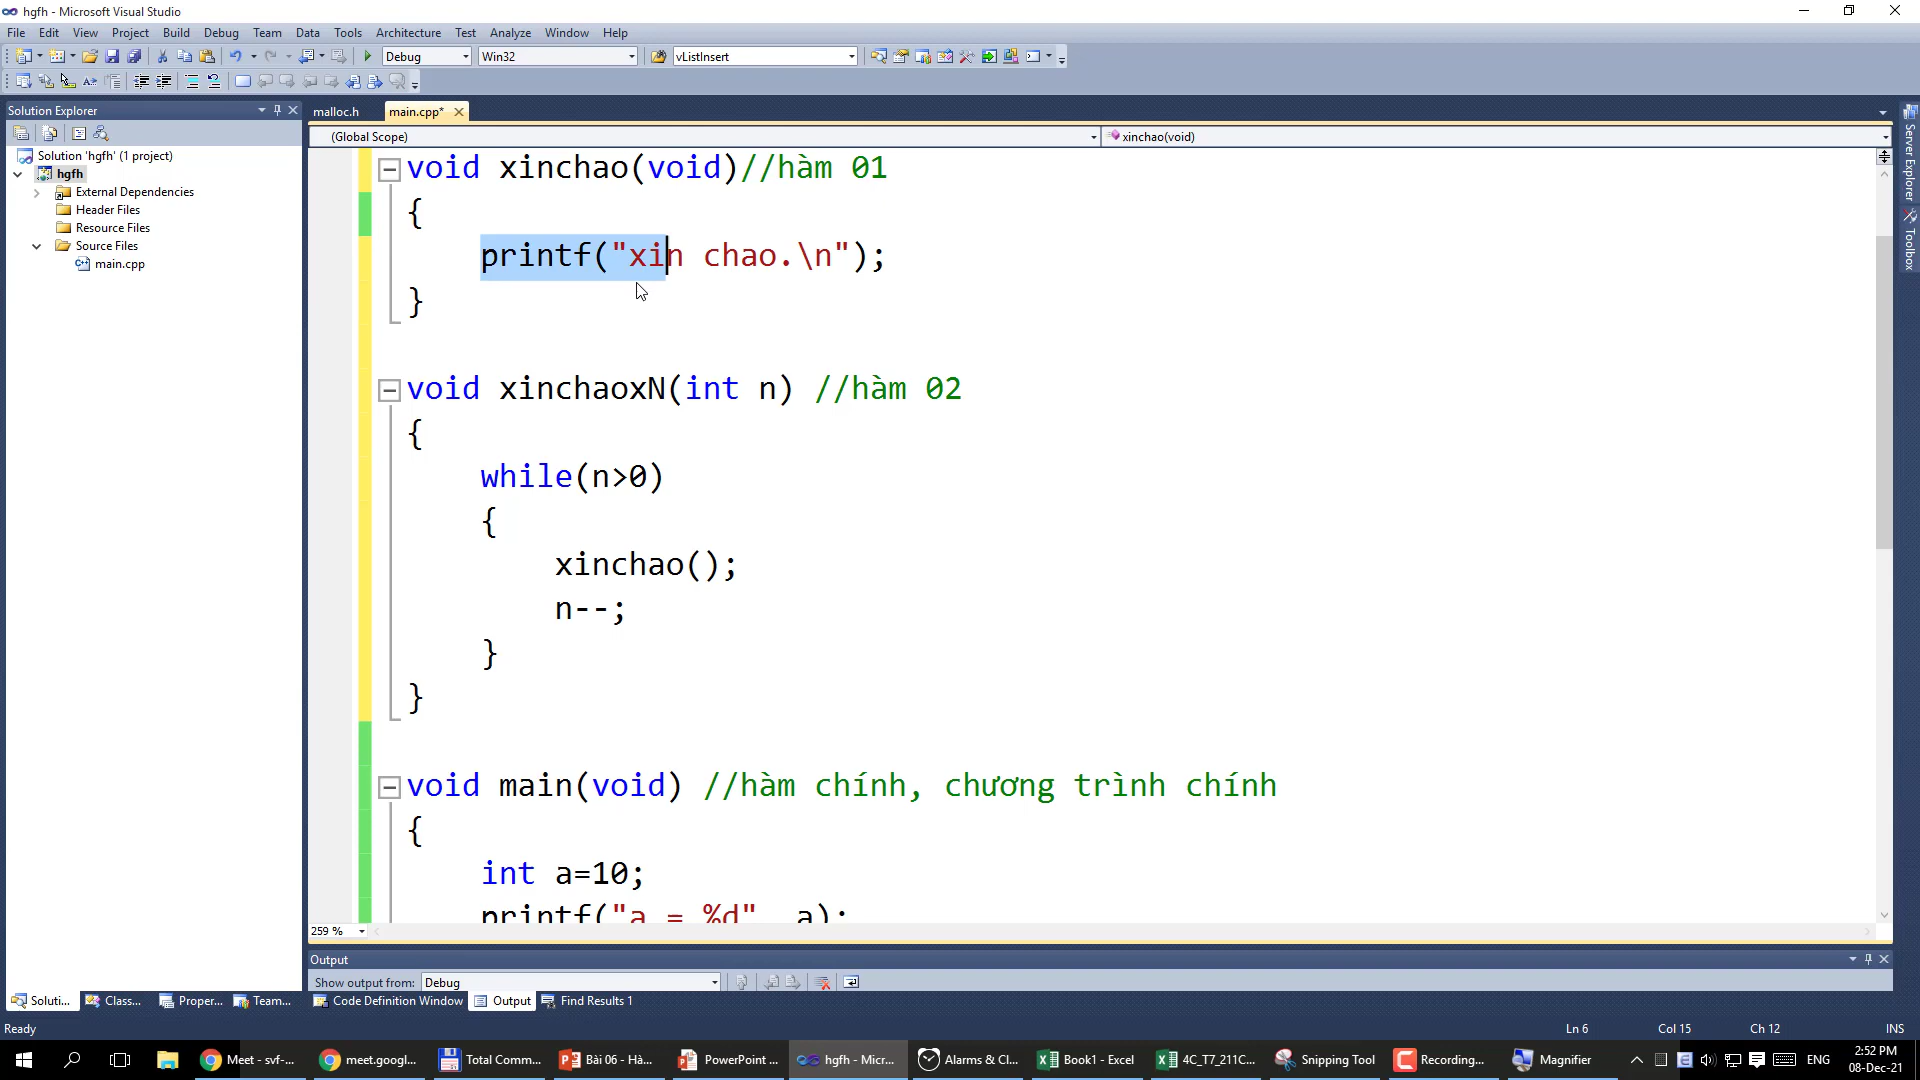 hgfh - Microsoft Visual Studio
File Edit View Project Build Debug Team Data Tools Architecture Test Analyze Window Help
Debug Win32 vListInsert
Solution Explorer
malloc.h main.cpp*
(Global Scope) xinchao(void)
Solution 'hgfh' (1 project)
hgfh
External Dependencies
Header Files
Resource Files
Source Files
main.cpp
void xinchao(void)//hàm 01
{
printf("xin chao.\n");
}
void xinchaoxN(int n) //hàm 02
{
while(n>0)
{
xinchao();
n--;
}
}
void main(void) //hàm chính, chương trình chính
{
int a=10;
printf("a = %d", a);
259 %
Server Explorer
Toolbox
Output
Show output from: Debug
Soluti... Class... Proper... Team... Code Definition Window Output Find Results 1
Ready Ln 6 Col 15 Ch 12 INS
Meet - svf-... meet.googl... Total Comm... Bài 06 - Hà... PowerPoint ... hgfh - Micr... Alarms & Cl... Book1 - Excel 4C_T7_211C... Snipping Tool Recording... Magnifier ENG 2:52 PM
08-Dec-21